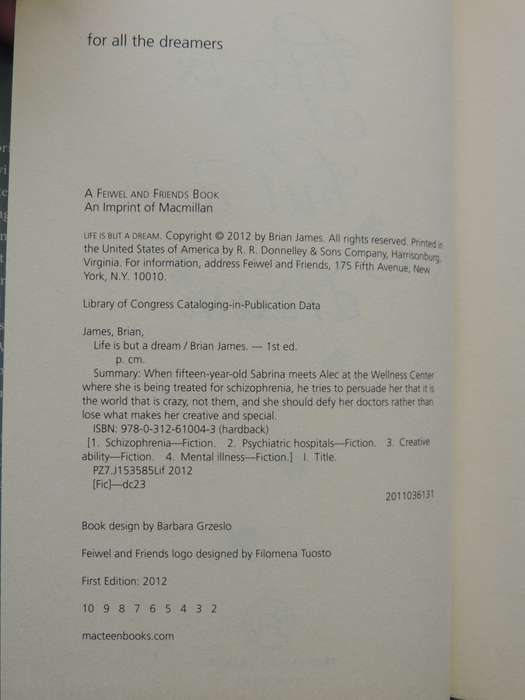 for all the dreamers
A FEIWEL AND FRIENDS BOOK
An Imprint of Macmillan
LIFE IS BUT A DREAM. Copyright © 2012 by Brian James. All rights reserved. Printed in
the United States of America by R. R. Donnelley & Sons Company, Harrisonburg,
Virginia. For information, address Feiwel and Friends, 175 Fifth Avenue, New
York, N.Y. 10010.
Library of Congress Cataloging-in-Publication Data
James, Brian,
Life is but a dream / Brian James. — 1st ed.
p. cm.
Summary: When fifteen-year-old Sabrina meets Alec at the Wellness Center
where she is being treated for schizophrenia, he tries to persuade her that it is
the world that is crazy, not them, and she should defy her doctors rather than
lose what makes her creative and special.
ISBN: 978-0-312-61004-3 (hardback)
[1. Schizophrenia—Fiction. 2. Psychiatric hospitals—Fiction. 3. Creative
ability—Fiction. 4. Mental illness—Fiction.] I. Title.
PZ7.J153585Lif 2012
[Fic]—dc23
2011036131
Book design by Barbara Grzeslo
Feiwel and Friends logo designed by Filomena Tuosto
First Edition: 2012
10 9 8 7 6 5 4 3 2
macteenbooks.com